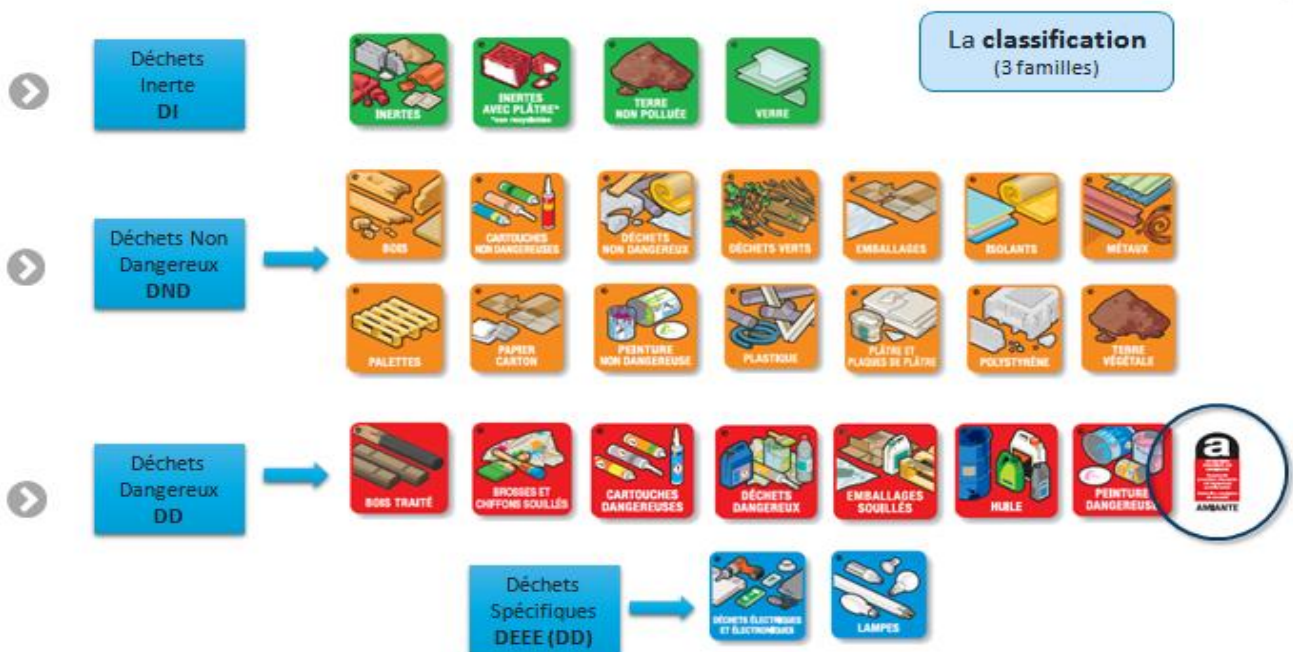 La classification
(3 familles)
Déchets
Inerte
DI
INERTES
INERTES
AVEC PLÂTRE*
*non recyclables
TERRE
NON POLLUÉE
VERRE
Déchets Non
Dangereux
DND
BOIS
CARTOUCHES
NON DANGEREUSES
DÉCHETS
NON DANGEREUX
DÉCHETS VERTS
EMBALLAGES
ISOLANTS
MÉTAUX
PALETTES
PAPIER
CARTON
PEINTURE
NON DANGEREUSE
PLASTIQUE
PLÂTRE ET
PLAQUES DE PLÂTRE
POLYSTYRÈNE
TERRE
VÉGÉTALE
Déchets
Dangereux
DD
BOIS TRAITÉ
BROSSES ET
CHIFFONS SOUILLÉS
CARTOUCHES
DANGEREUSES
DÉCHETS
DANGEREUX
EMBALLAGES
SOUILLÉS
HUILE
PEINTURE
DANGEREUSE
a
AMIANTE
Déchets
Spécifiques
DEEE (DD)
DÉCHETS ÉLECTRIQUES
ET ÉLECTRONIQUES
LAMPES